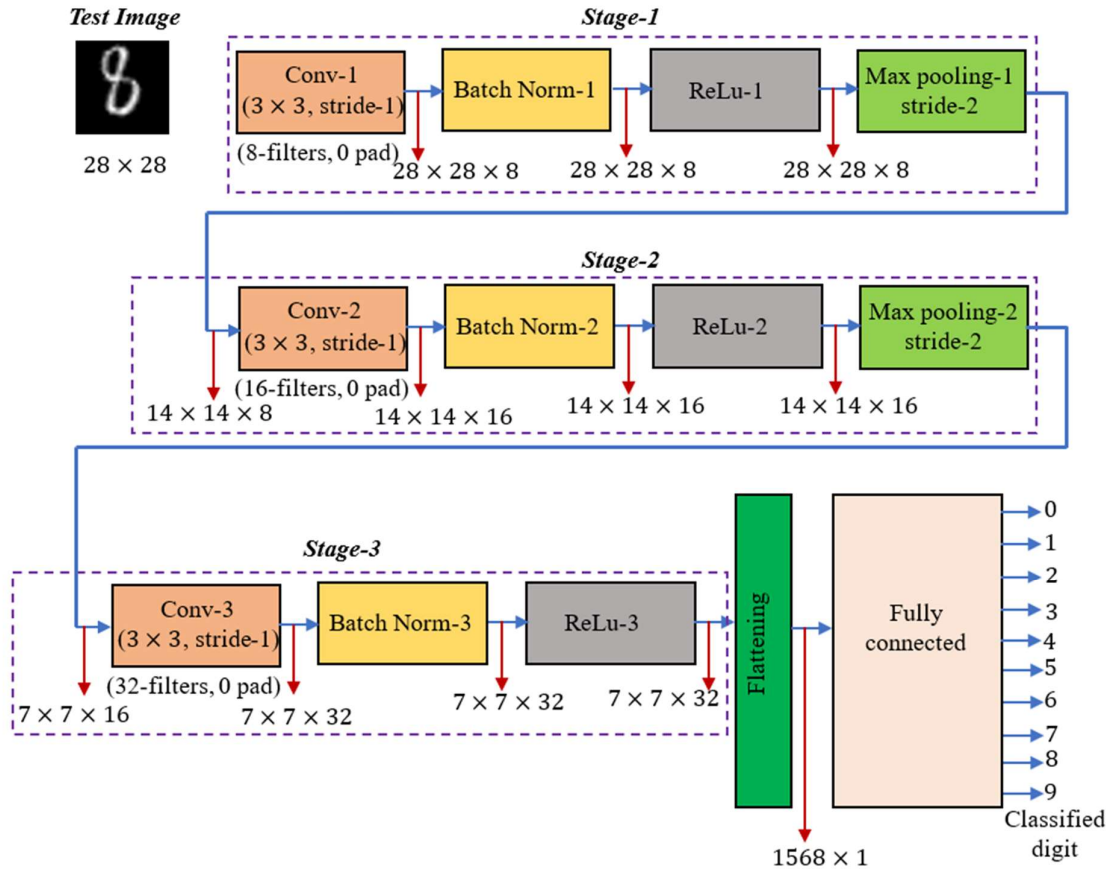 Test Image
28 × 28
Stage-1
Conv-1
(3 × 3, stride-1)
(8-filters, 0 pad)
28 × 28 × 8
Batch Norm-1
28 × 28 × 8
ReLu-1
28 × 28 × 8
Max pooling-1
stride-2
Stage-2
14 × 14 × 8
Conv-2
(3 × 3, stride-1)
(16-filters, 0 pad)
14 × 14 × 16
Batch Norm-2
14 × 14 × 16
ReLu-2
14 × 14 × 16
Max pooling-2
stride-2
Stage-3
7 × 7 × 16
Conv-3
(3 × 3, stride-1)
(32-filters, 0 pad)
7 × 7 × 32
Batch Norm-3
7 × 7 × 32
ReLu-3
7 × 7 × 32
Flattening
1568 × 1
Fully
connected
0
1
2
3
4
5
6
7
8
9
Classified
digit
8